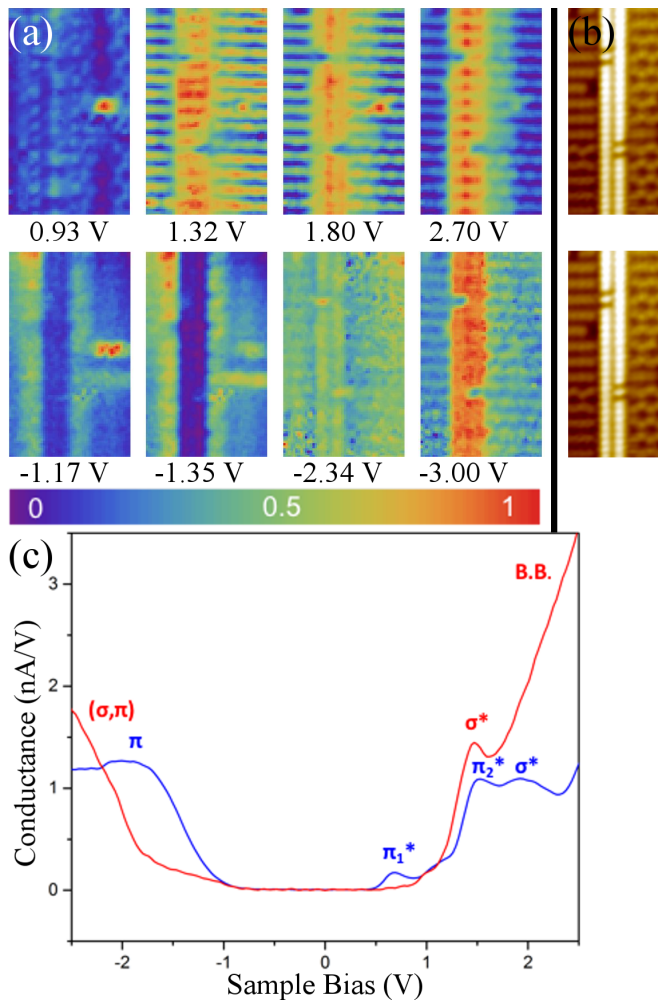 (a)
(b)
0.93 V 1.32 V 1.80 V 2.70 V
-1.17 V -1.35 V -2.34 V -3.00 V
0 0.5 1
(c)
3
2
1
0
B.B.
(σ,π)
π
σ*
π₂* σ*
π₁*
Conductance (nA/V)
-2 -1 0 1 2
Sample Bias (V)